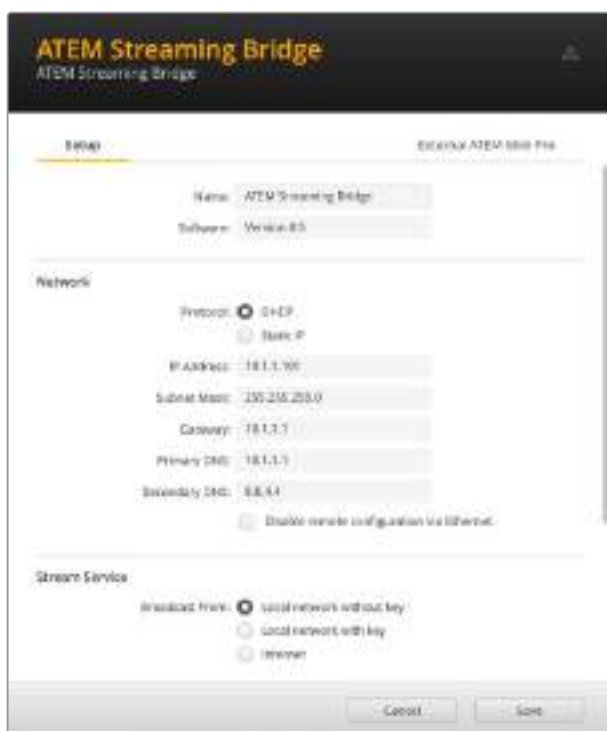 ATEM Streaming Bridge
ATEM Streaming Bridge
Setup External ATEM Mini Pro
Name: ATEM Streaming Bridge
Software: Version 8.5
Network
Protocol: DHCP
Static IP
IP Address: 10.1.1.101
Subnet Mask: 255.255.255.0
Gateway: 10.1.1.1
Primary DNS: 10.1.1.1
Secondary DNS: 8.8.4.4
Disable remote configuration via Ethernet
Stream Service
Broadcast From: Local network without key
Local network with key
Internet
Cancel Save